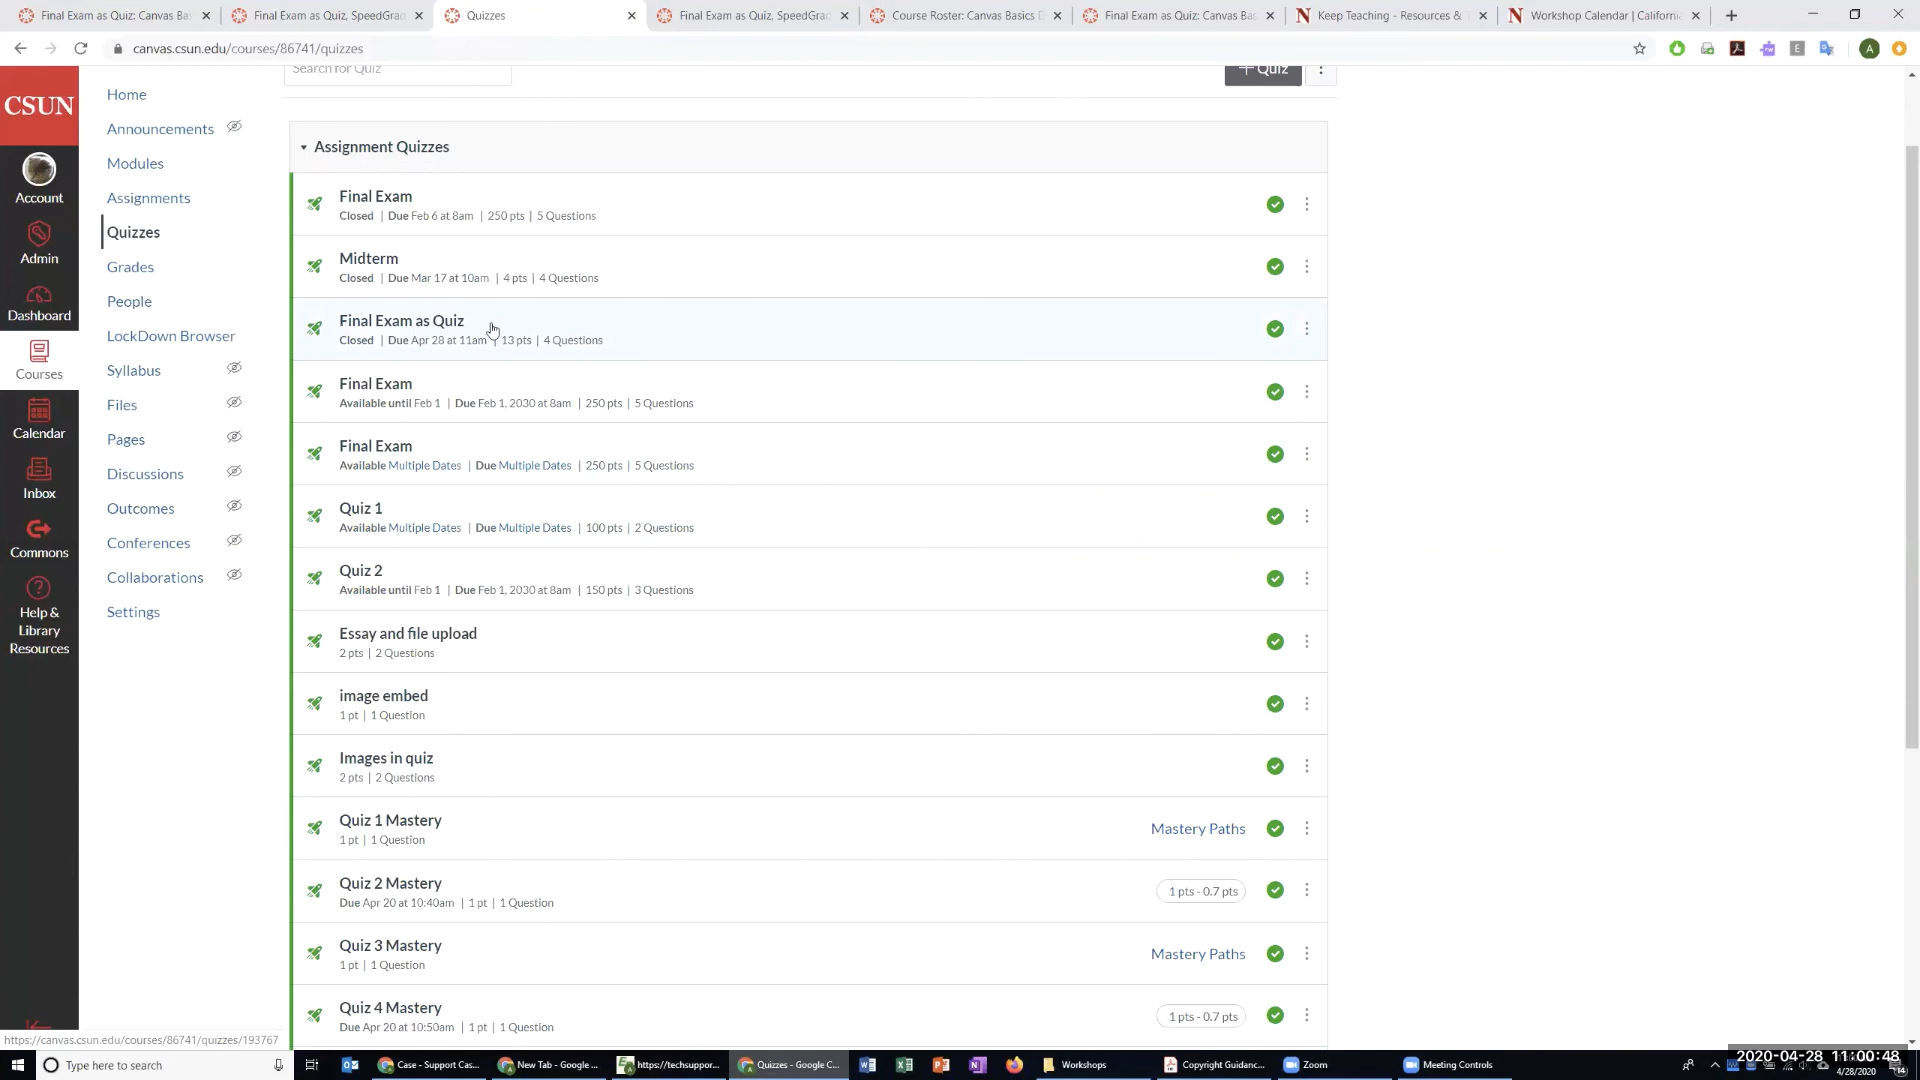 Final Exam as Quiz: Canvas Bas
Final Exam as Quiz, SpeedGrad
Quizzes
Final Exam as Quiz, SpeedGrad
Course Roster: Canvas Basics D
Final Exam as Quiz: Canvas Bas
Keep Teaching - Resources & T
Workshop Calendar | California
canvas.csun.edu/courses/86741/quizzes
Search for Quiz
+ Quiz
CSUN
Account
Admin
Dashboard
Courses
Calendar
Inbox
Commons
Help &
Library
Resources
Home
Announcements
Modules
Assignments
Quizzes
Grades
People
LockDown Browser
Syllabus
Files
Pages
Discussions
Outcomes
Conferences
Collaborations
Settings
Assignment Quizzes
Final Exam
Closed | Due Feb 6 at 8am | 250 pts | 5 Questions
Midterm
Closed | Due Mar 17 at 10am | 4 pts | 4 Questions
Final Exam as Quiz
Closed | Due Apr 28 at 11am | 13 pts | 4 Questions
Final Exam
Available until Feb 1 | Due Feb 1, 2030 at 8am | 250 pts | 5 Questions
Final Exam
Available Multiple Dates | Due Multiple Dates | 250 pts | 5 Questions
Quiz 1
Available Multiple Dates | Due Multiple Dates | 100 pts | 2 Questions
Quiz 2
Available until Feb 1 | Due Feb 1, 2030 at 8am | 150 pts | 3 Questions
Essay and file upload
2 pts | 2 Questions
image embed
1 pt | 1 Question
Images in quiz
2 pts | 2 Questions
Quiz 1 Mastery
1 pt | 1 Question
Mastery Paths
Quiz 2 Mastery
Due Apr 20 at 10:40am | 1 pt | 1 Question
1 pts - 0.7 pts
Quiz 3 Mastery
1 pt | 1 Question
Mastery Paths
Quiz 4 Mastery
Due Apr 20 at 10:50am | 1 pt | 1 Question
1 pts - 0.7 pts
https://canvas.csun.edu/courses/86741/quizzes/193767
Type here to search
Case - Support Cas...
New Tab - Google ...
https://techsuppor...
Quizzes - Google C...
Workshops
Copyright Guidanc...
Zoom
Meeting Controls
2020-04-28 11:00:48
4/28/2020